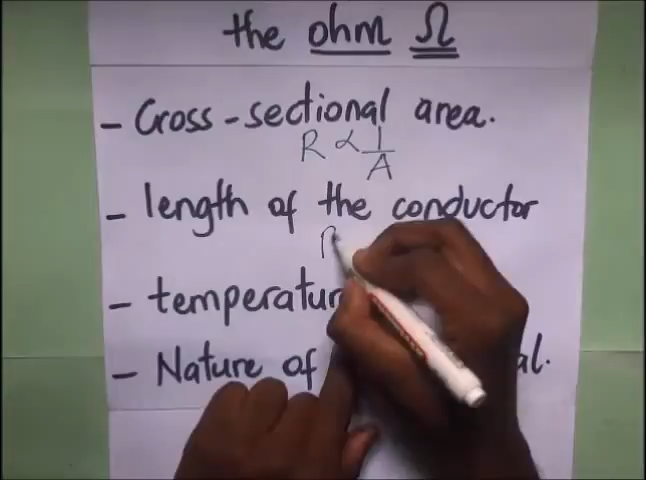 the ohm Ω
- Cross-sectional area.
R ∝ 1/A
- length of the conductor
R
- temperatur
- Nature of al.